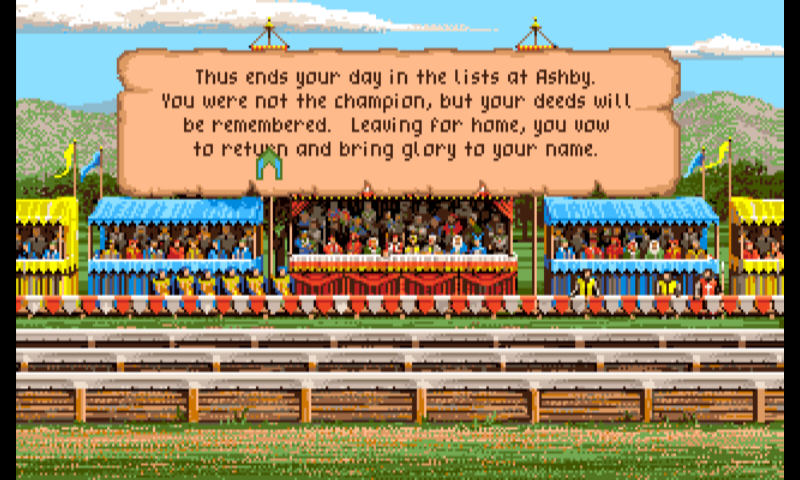 Thus ends your day in the lists at Ashby.
You were not the champion, but your deeds will
be remembered. Leaving for home, you vow
to return and bring glory to your name.